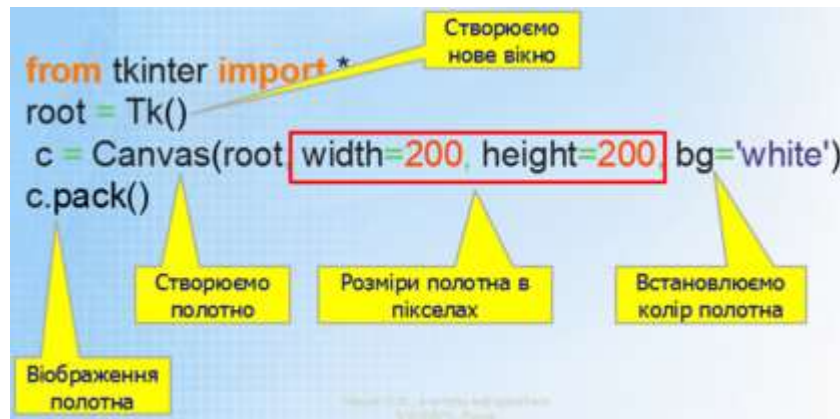 Створюємо
нове вікно
from tkinter import *
root = Tk()
c = Canvas(root, width=200, height=200, bg='white')
c.pack()
Створюємо
полотно
Розміри полотна в
пікселах
Встановлюємо
колір полотна
Віображення
полотна